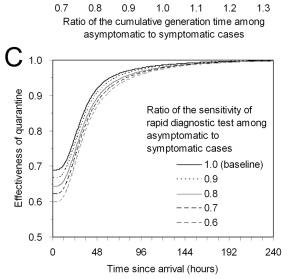 0.7 0.8 0.9 1.0 1.1 1.2 1.3
Ratio of the cumulative generation time among
asymptomatic to symptomatic cases
C
1.0
0.9
0.8
0.7
0.6
0.5
Effectiveness of quarantine
Ratio of the sensitivity of
rapid diagnostic test among
asymptomatic to
symptomatic cases
1.0 (baseline)
0.9
0.8
0.7
0.6
0 48 96 144 192 240
Time since arrival (hours)